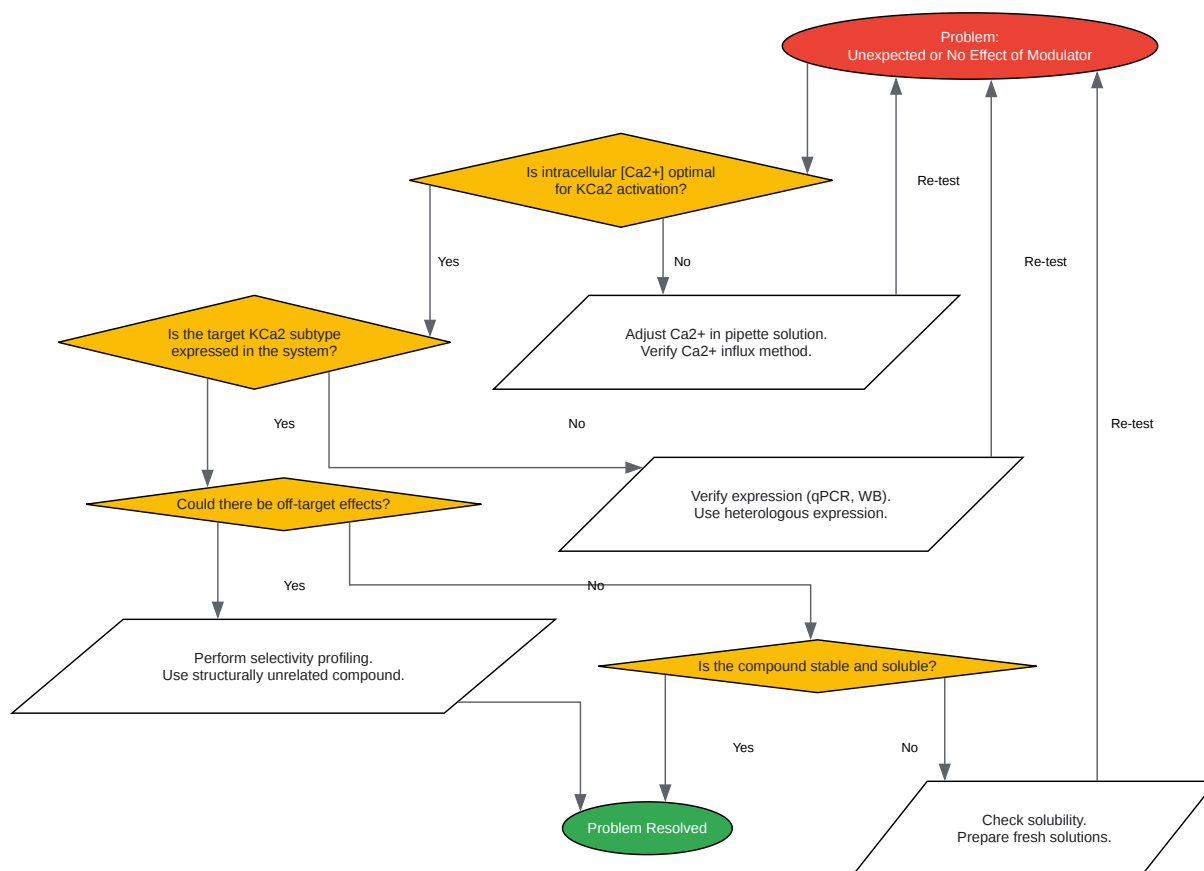 Problem:
Unexpected or No Effect of Modulator
Is intracellular [Ca2+] optimal
for KCa2 activation?
Re-test
Yes
No
Re-test
Is the target KCa2 subtype
expressed in the system?
Adjust Ca2+ in pipette solution.
Verify Ca2+ influx method.
Yes
No
Re-test
Could there be off-target effects?
Verify expression (qPCR, WB).
Use heterologous expression.
Yes
No
Perform selectivity profiling.
Use structurally unrelated compound.
Is the compound stable and soluble?
Yes
No
Problem Resolved
Check solubility.
Prepare fresh solutions.